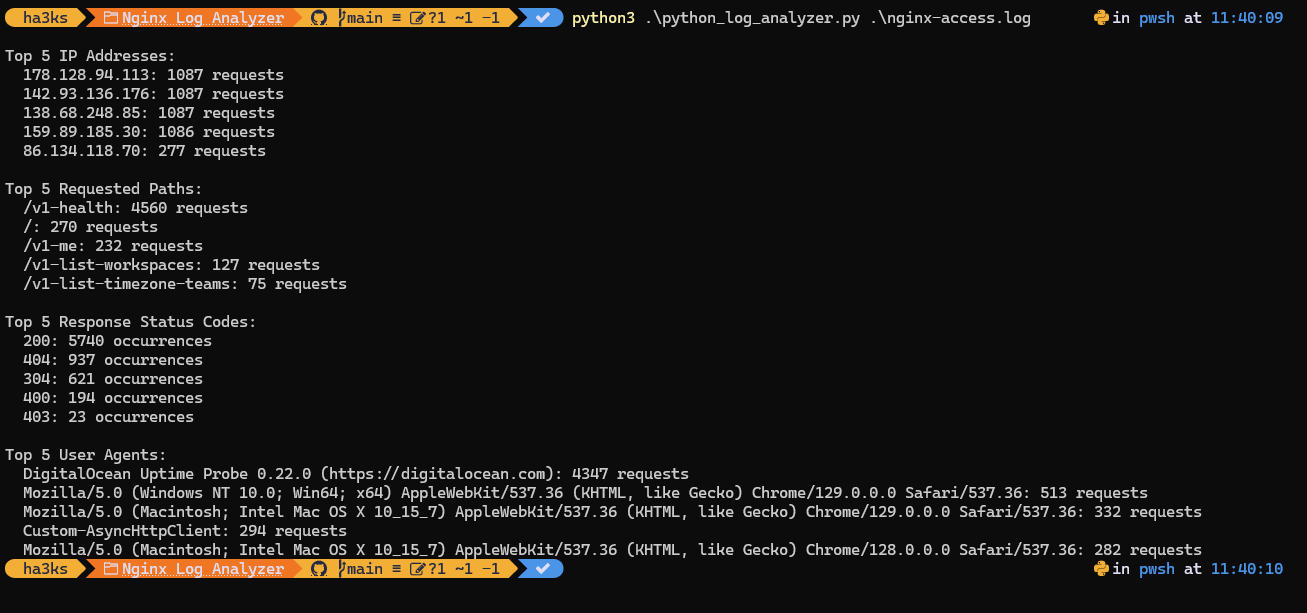 ha3ks Nginx Log Analyzer main ≡ ?1 ~1 -1 python3 .\python_log_analyzer.py .\nginx-access.log in pwsh at 11:40:09
Top 5 IP Addresses:
178.128.94.113: 1087 requests
142.93.136.176: 1087 requests
138.68.248.85: 1087 requests
159.89.185.30: 1086 requests
86.134.118.70: 277 requests
Top 5 Requested Paths:
/v1-health: 4560 requests
/: 270 requests
/v1-me: 232 requests
/v1-list-workspaces: 127 requests
/v1-list-timezone-teams: 75 requests
Top 5 Response Status Codes:
200: 5740 occurrences
404: 937 occurrences
304: 621 occurrences
400: 194 occurrences
403: 23 occurrences
Top 5 User Agents:
DigitalOcean Uptime Probe 0.22.0 (https://digitalocean.com): 4347 requests
Mozilla/5.0 (Windows NT 10.0; Win64; x64) AppleWebKit/537.36 (KHTML, like Gecko) Chrome/129.0.0.0 Safari/537.36: 513 requests
Mozilla/5.0 (Macintosh; Intel Mac OS X 10_15_7) AppleWebKit/537.36 (KHTML, like Gecko) Chrome/129.0.0.0 Safari/537.36: 332 requests
Custom-AsyncHttpClient: 294 requests
Mozilla/5.0 (Macintosh; Intel Mac OS X 10_15_7) AppleWebKit/537.36 (KHTML, like Gecko) Chrome/128.0.0.0 Safari/537.36: 282 requests
ha3ks Nginx Log Analyzer main ≡ ?1 ~1 -1 in pwsh at 11:40:10